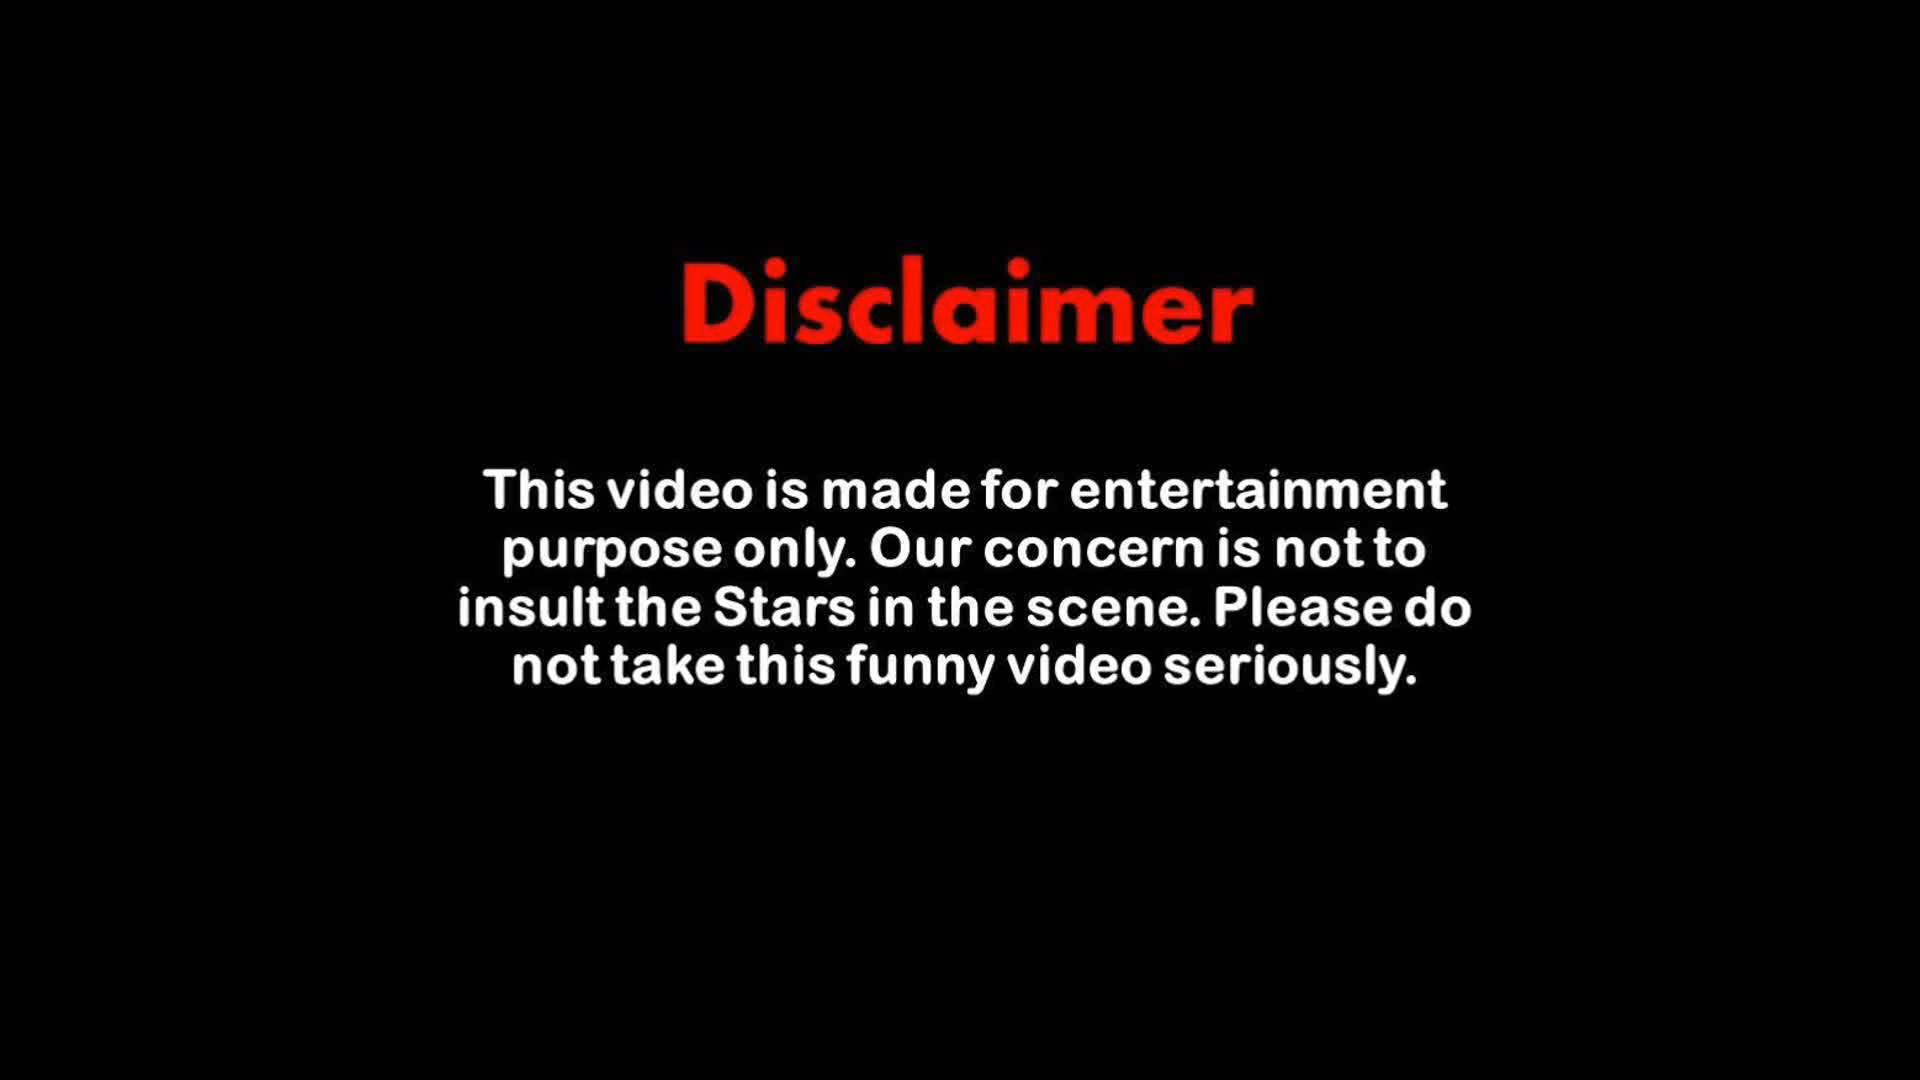 Disclaimer
This video is made for entertainment
purpose only. Our concern is not to
insult the Stars in the scene. Please do
not take this funny video seriously.